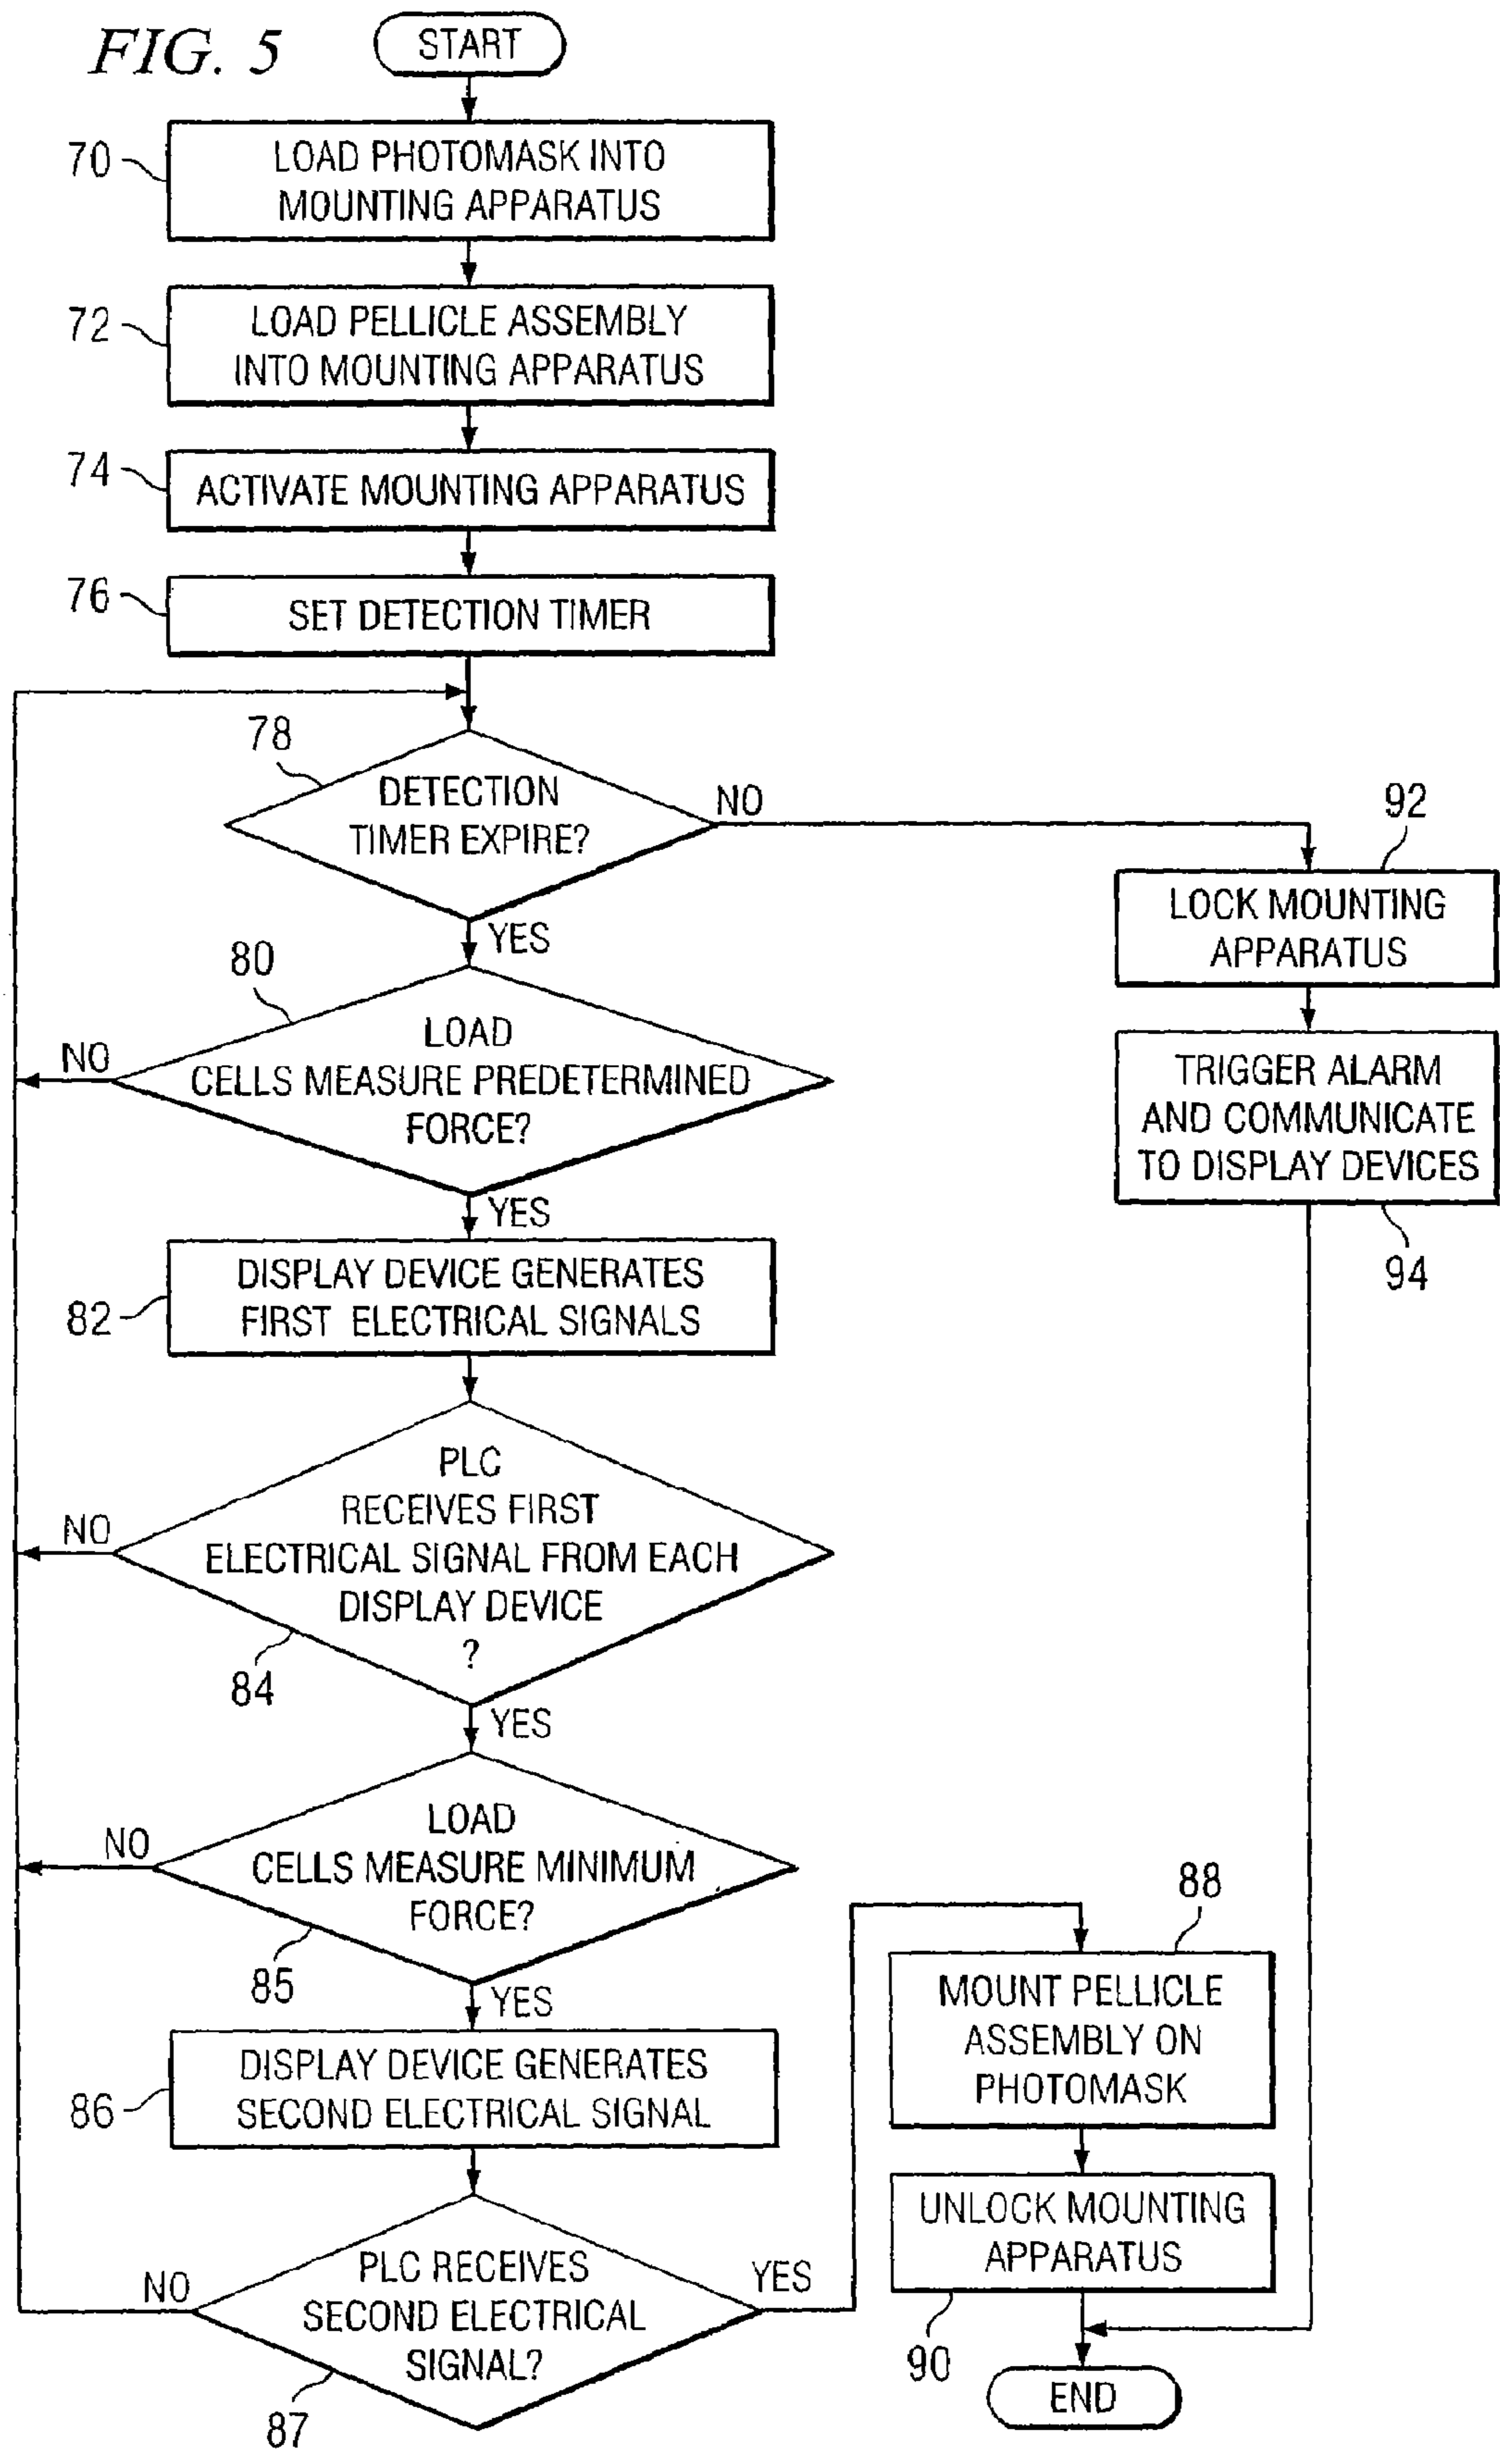 FIG. 5
START
70
LOAD PHOTOMASK INTO
MOUNTING APPARATUS
72
LOAD PELLICLE ASSEMBLY
INTO MOUNTING APPARATUS
74
ACTIVATE MOUNTING APPARATUS
76
SET DETECTION TIMER
78
DETECTION
TIMER EXPIRE?
NO
YES
92
LOCK MOUNTING
APPARATUS
80
LOAD
CELLS MEASURE PREDETERMINED
FORCE?
NO
YES
TRIGGER ALARM
AND COMMUNICATE
TO DISPLAY DEVICES
94
82
DISPLAY DEVICE GENERATES
FIRST ELECTRICAL SIGNALS
PLC
RECEIVES FIRST
ELECTRICAL SIGNAL FROM EACH
DISPLAY DEVICE
?
NO
84
YES
LOAD
CELLS MEASURE MINIMUM
FORCE?
NO
85
YES
86
DISPLAY DEVICE GENERATES
SECOND ELECTRICAL SIGNAL
PLC RECEIVES
SECOND ELECTRICAL
SIGNAL?
NO
YES
87
88
MOUNT PELLICLE
ASSEMBLY ON
PHOTOMASK
UNLOCK MOUNTING
APPARATUS
90
END